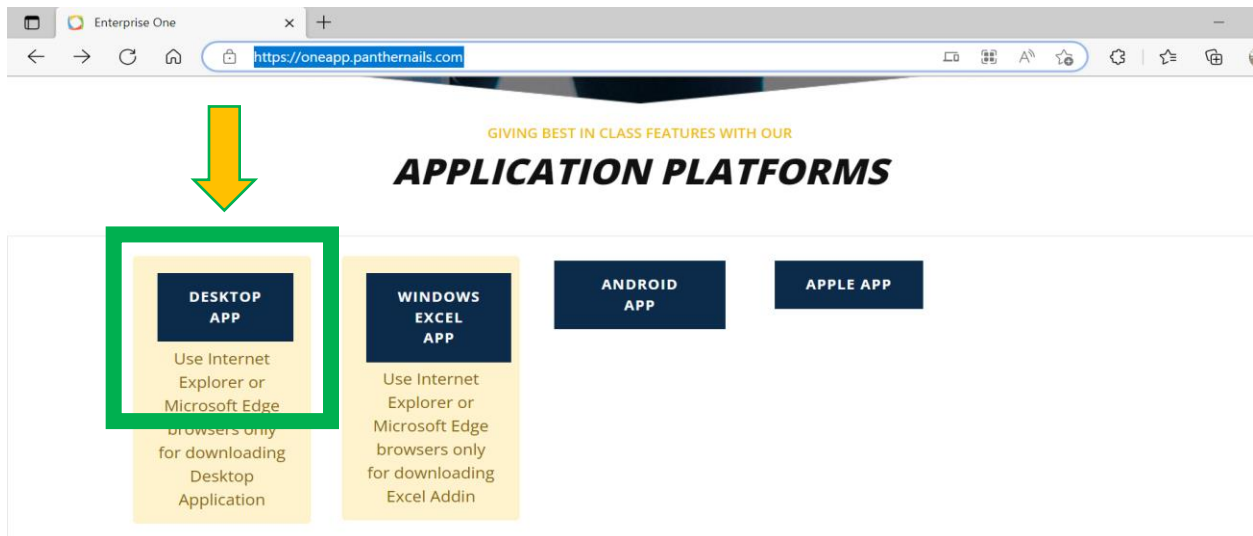 Enterprise One
https://oneapp.panthernails.com
GIVING BEST IN CLASS FEATURES WITH OUR
APPLICATION PLATFORMS
DESKTOP
APP
Use Internet
Explorer or
Microsoft Edge
browsers only
for downloading
Desktop
Application
WINDOWS
EXCEL
APP
Use Internet
Explorer or
Microsoft Edge
browsers only
for downloading
Excel Addin
ANDROID
APP
APPLE APP